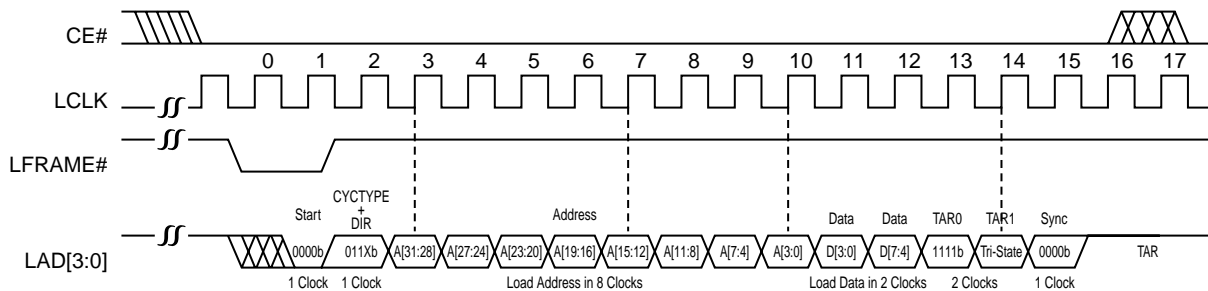 CE#
0 1 2 3 4 5 6 7 8 9 10 11 12 13 14 15 16 17
LCLK
LFRAME#
CYCTYPE
+
DIR
Start Address Data Data TAR0 TAR1 Sync
LAD[3:0] 0000b 011Xb A[31:28] A[27:24] A[23:20] A[19:16] A[15:12] A[11:8] A[7:4] A[3:0] D[3:0] D[7:4] 1111b Tri-State 0000b TAR
1 Clock 1 Clock Load Address in 8 Clocks Load Data in 2 Clocks 2 Clocks 1 Clock